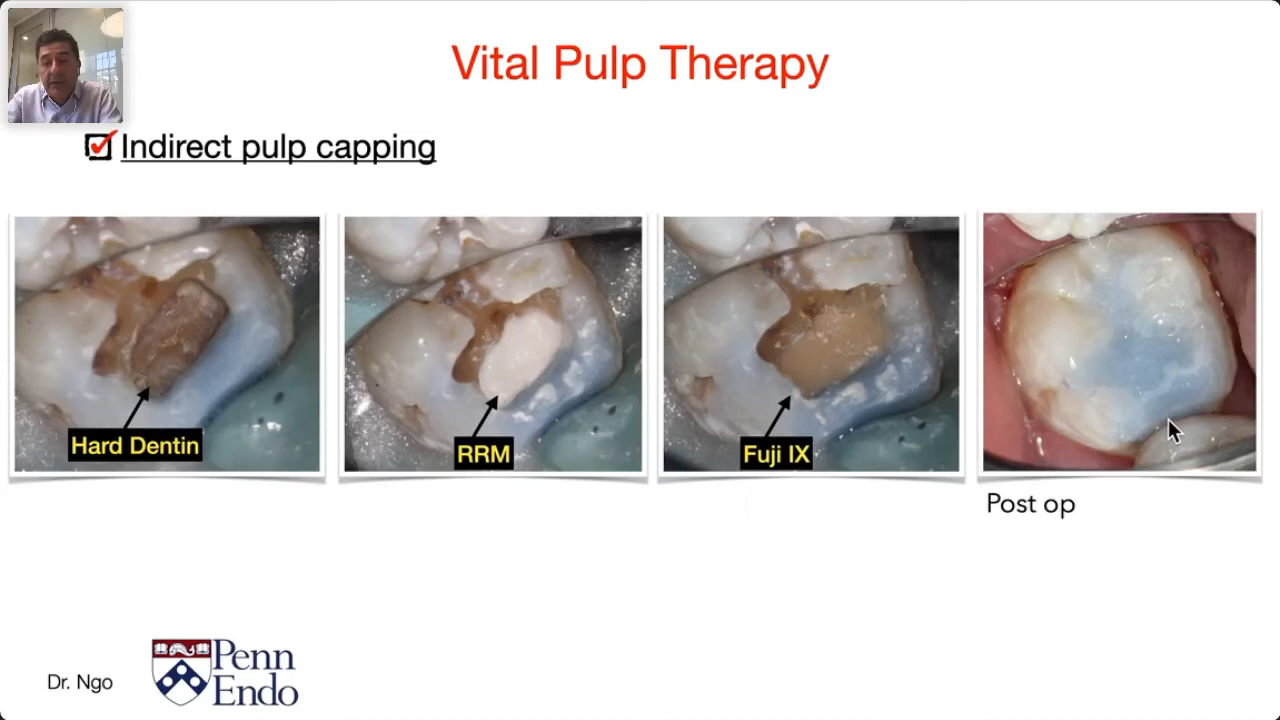 Vital Pulp Therapy
Indirect pulp capping
Hard Dentin
RRM
Fuji IX
Post op
Dr. Ngo
Penn
Endo